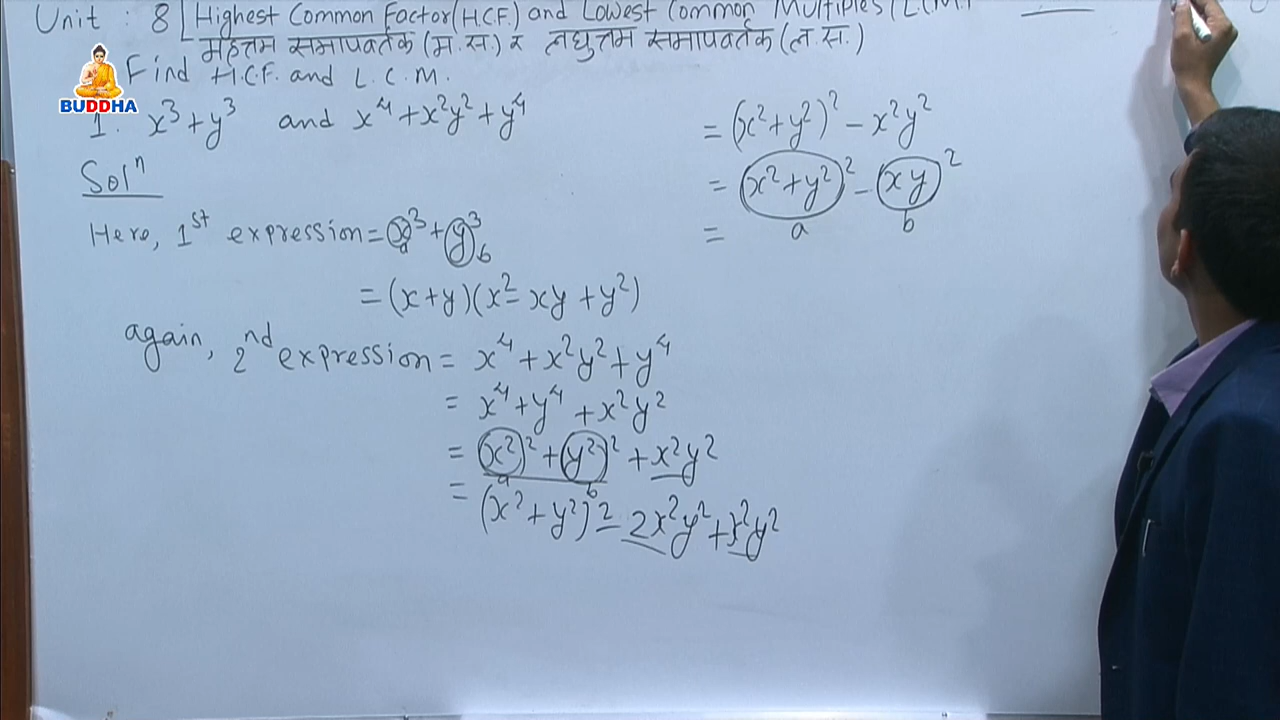 Unit : 8 Highest Common Factor (H.C.F.) and Lowest Common Multiples (L.C.M.)
महत्तम समापवर्तक (म.स.) र लघुत्तम समापवर्तक (ल.स.)
BUDDHA
Find H.C.F. and L.C.M.
1. x³+y³ and x⁴+x²y²+y⁴
Solⁿ
Here, 1st expression = x³+y³
a b
= (x+y)(x²-xy+y²)
again, 2nd expression = x⁴+x²y²+y⁴
= x⁴+y⁴+x²y²
= (x²)²+(y²)²+x²y²
a b
= (x²+y²)²-2x²y²+x²y²
= (x²+y²)²-x²y²
= (x²+y²)²-(xy)²
= a b